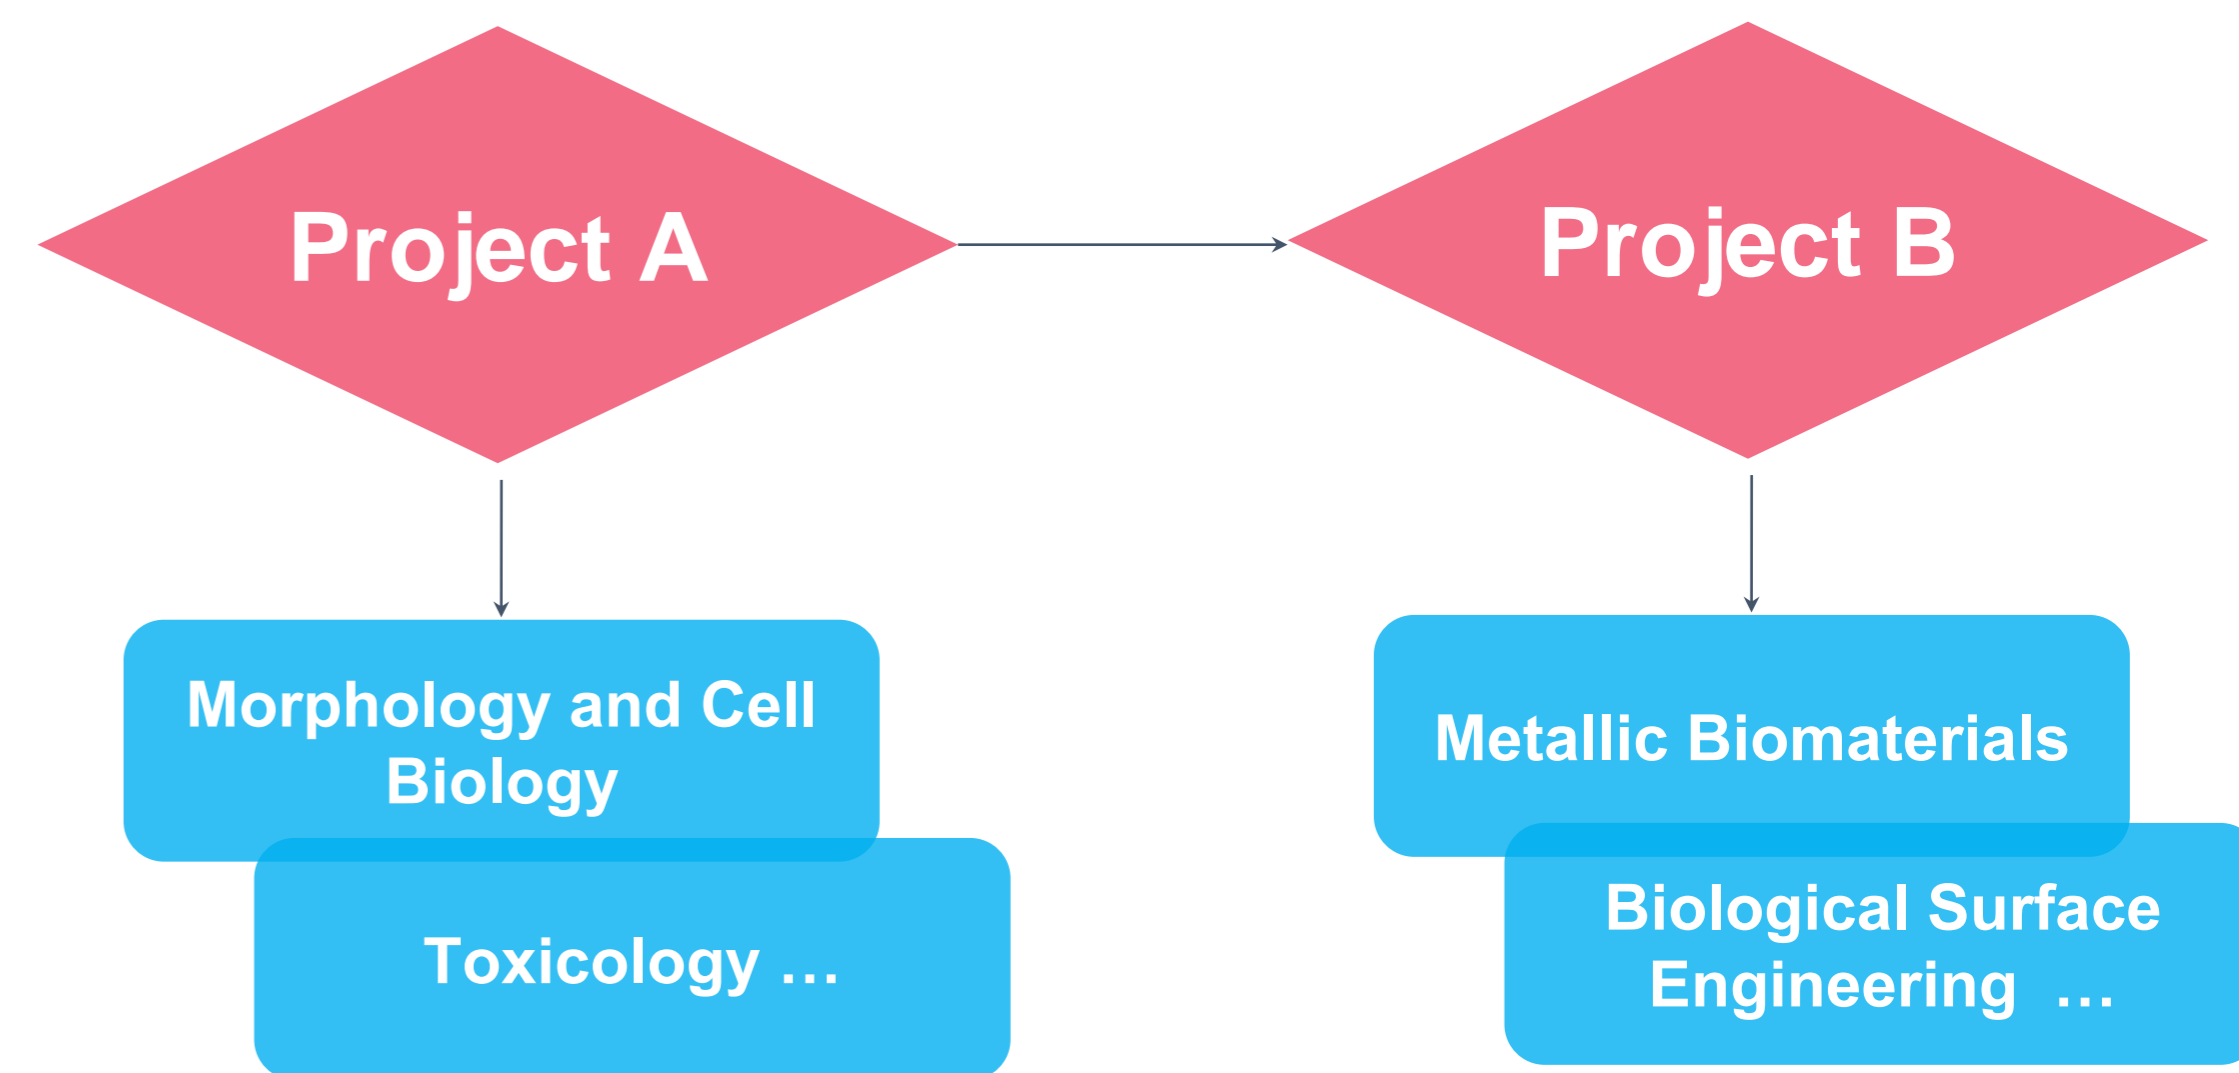 Project A
Project B
Morphology and Cell
Biology
Toxicology …
Metallic Biomaterials
Biological Surface
Engineering  …